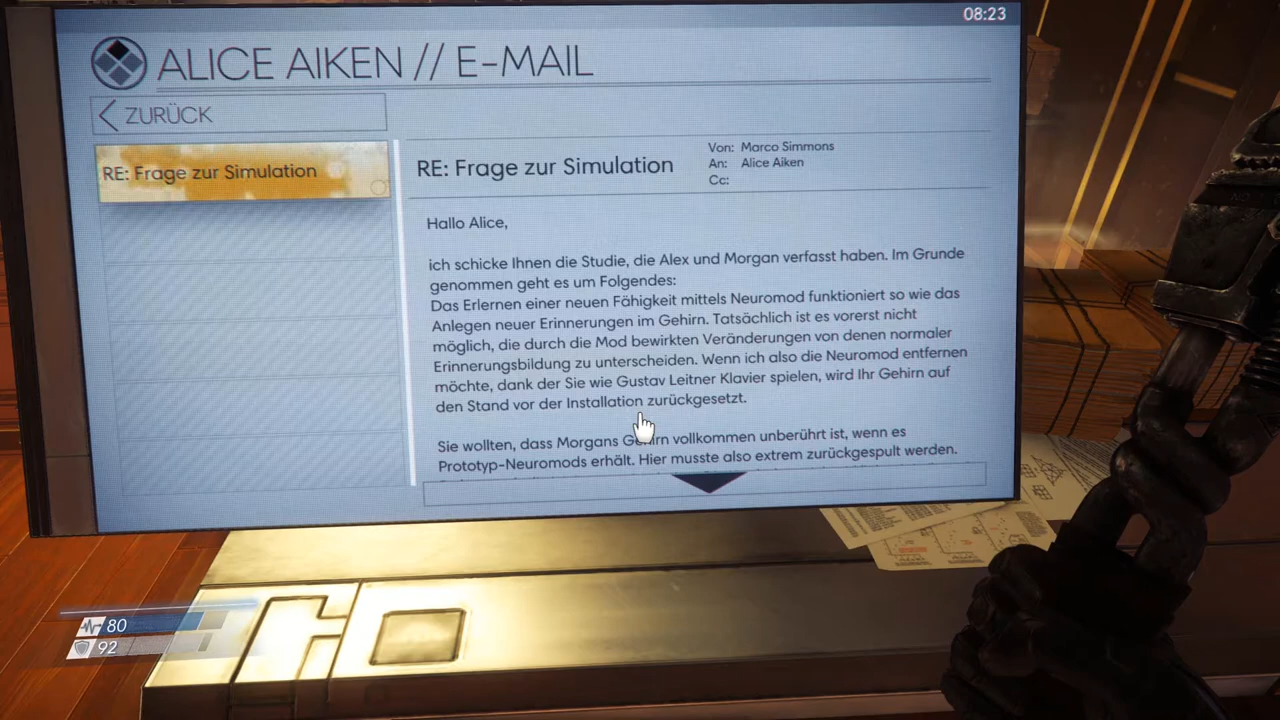 08:23
ALICE AIKEN // E-MAIL
ZURÜCK
RE: Frage zur Simulation
RE: Frage zur Simulation
Von: Marco Simmons
An: Alice Aiken
Cc:
Hallo Alice,
ich schicke Ihnen die Studie, die Alex und Morgan verfasst haben. Im Grunde
genommen geht es um Folgendes:
Das Erlernen einer neuen Fähigkeit mittels Neuromod funktioniert so wie das
Anlegen neuer Erinnerungen im Gehirn. Tatsächlich ist es vorerst nicht
möglich, die durch die Mod bewirkten Veränderungen von denen normaler
Erinnerungsbildung zu unterscheiden. Wenn ich also die Neuromod entfernen
möchte, dank der Sie wie Gustav Leitner Klavier spielen, wird Ihr Gehirn auf
den Stand vor der Installation zurückgesetzt.
Sie wollten, dass Morgans Gehirn vollkommen unberührt ist, wenn es
Prototyp-Neuromods erhält. Hier musste also extrem zurückgespult werden.
80
92